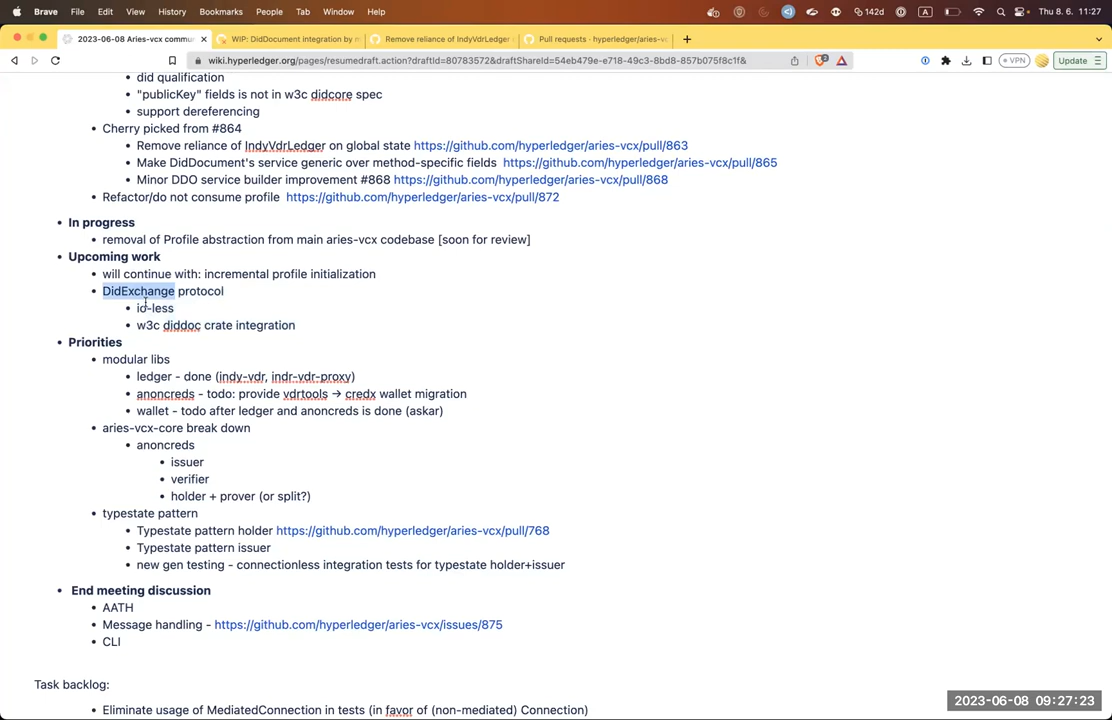 Brave File Edit View History Bookmarks People Tab Window Help 142d A Thu 8. 6. 11:27
2023-06-08 Aries-vcx commu WIP: DidDocument integration by m Remove reliance of IndyVdrLedger Pull requests · hyperledger/aries-v
wiki.hyperledger.org/pages/resumedraft.action?draftId=80783572&draftShareId=54eb479e-e718-49c3-8bd8-857b075f8c1f& VPN Update
did qualification
"publicKey" fields is not in w3c didcore spec
support dereferencing
Cherry picked from #864
Remove reliance of IndyVdrLedger on global state https://github.com/hyperledger/aries-vcx/pull/863
Make DidDocument's service generic over method-specific fields https://github.com/hyperledger/aries-vcx/pull/865
Minor DDO service builder improvement #868 https://github.com/hyperledger/aries-vcx/pull/868
Refactor/do not consume profile https://github.com/hyperledger/aries-vcx/pull/872
In progress
removal of Profile abstraction from main aries-vcx codebase [soon for review]
Upcoming work
will continue with: incremental profile initialization
DidExchange protocol
io-less
w3c diddoc crate integration
Priorities
modular libs
ledger - done (indy-vdr, indr-vdr-proxy)
anoncreds - todo: provide vdrtools → credx wallet migration
wallet - todo after ledger and anoncreds is done (askar)
aries-vcx-core break down
anoncreds
issuer
verifier
holder + prover (or split?)
typestate pattern
Typestate pattern holder https://github.com/hyperledger/aries-vcx/pull/768
Typestate pattern issuer
new gen testing - connectionless integration tests for typestate holder+issuer
End meeting discussion
AATH
Message handling - https://github.com/hyperledger/aries-vcx/issues/875
CLI
Task backlog:
Eliminate usage of MediatedConnection in tests (in favor of (non-mediated) Connection)
2023-06-08 09:27:23